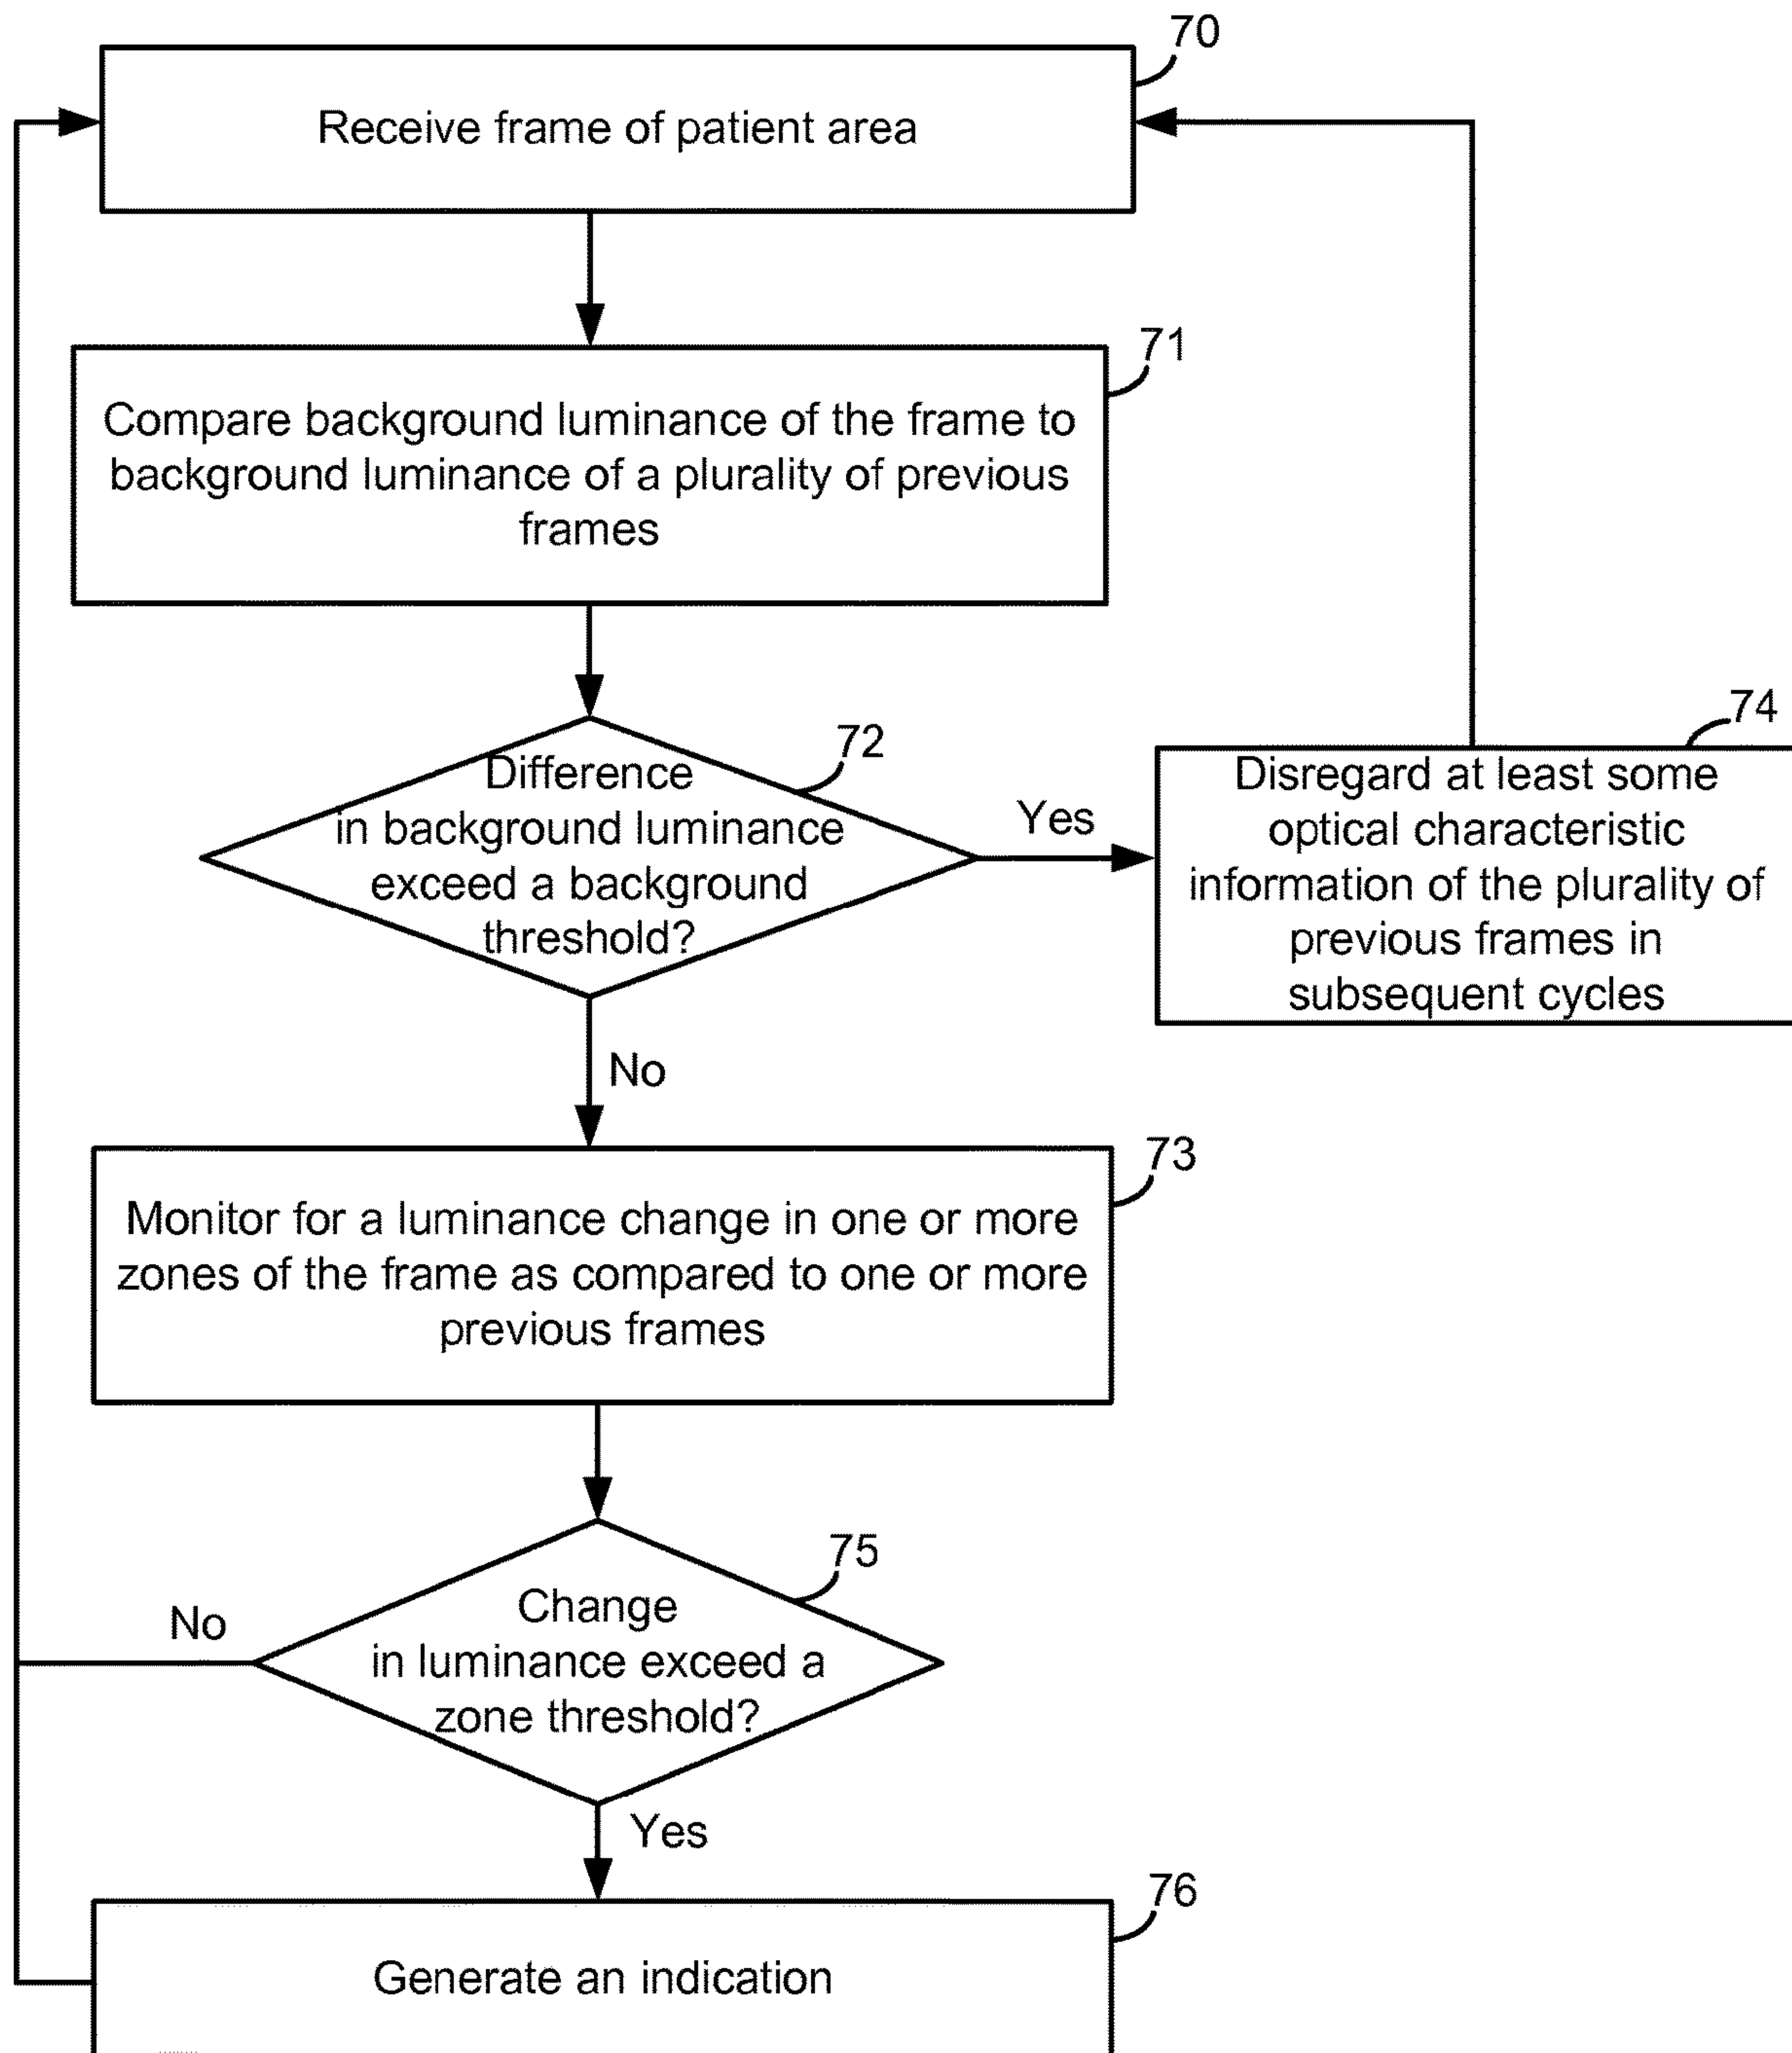 70
Receive frame of patient area
71
Compare background luminance of the frame to
background luminance of a plurality of previous
frames
72
Difference
in background luminance
exceed a background
threshold?
Yes
74
Disregard at least some
optical characteristic
information of the plurality of
previous frames in
subsequent cycles
No
73
Monitor for a luminance change in one or more
zones of the frame as compared to one or more
previous frames
75
Change
in luminance exceed a
zone threshold?
No
Yes
76
Generate an indication